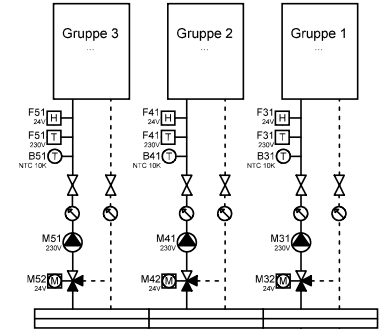 Gruppe 3
...
Gruppe 2
...
Gruppe 1
...
F51 H
24V
F41 H
24V
F31 H
24V
F51 T
230V
F41 T
230V
F31 T
230V
B51 T
NTC 10K
B41 T
NTC 10K
B31 T
NTC 10K
M51
230V
M41
230V
M31
230V
M52 M
24V
M42 M
24V
M32 M
24V